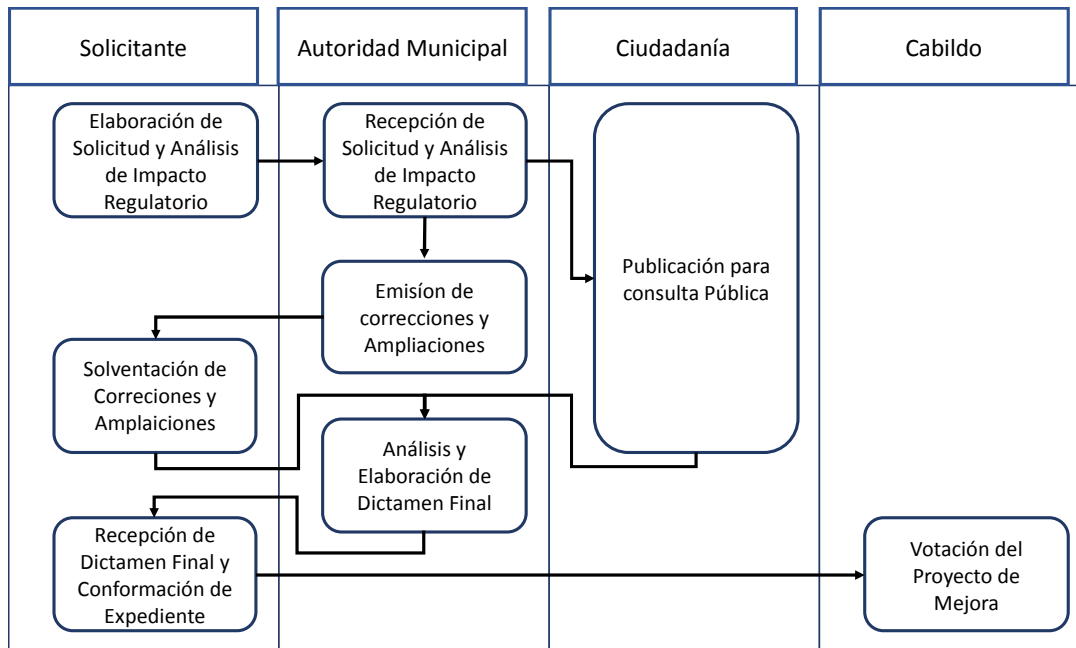 Solicitante
Autoridad Municipal
Ciudadanía
Cabildo
Elaboración de
Solicitud y Análisis
de Impacto
Regulatorio
Recepción de
Solicitud y Análisis
de Impacto
Regulatorio
Publicación para
consulta Pública
Emisíon de
correcciones y
Ampliaciones
Solventación de
Correciones y
Amplaiciones
Análisis y
Elaboración de
Dictamen Final
Recepción de
Dictamen Final y
Conformación de
Expediente
Votación del
Proyecto de
Mejora